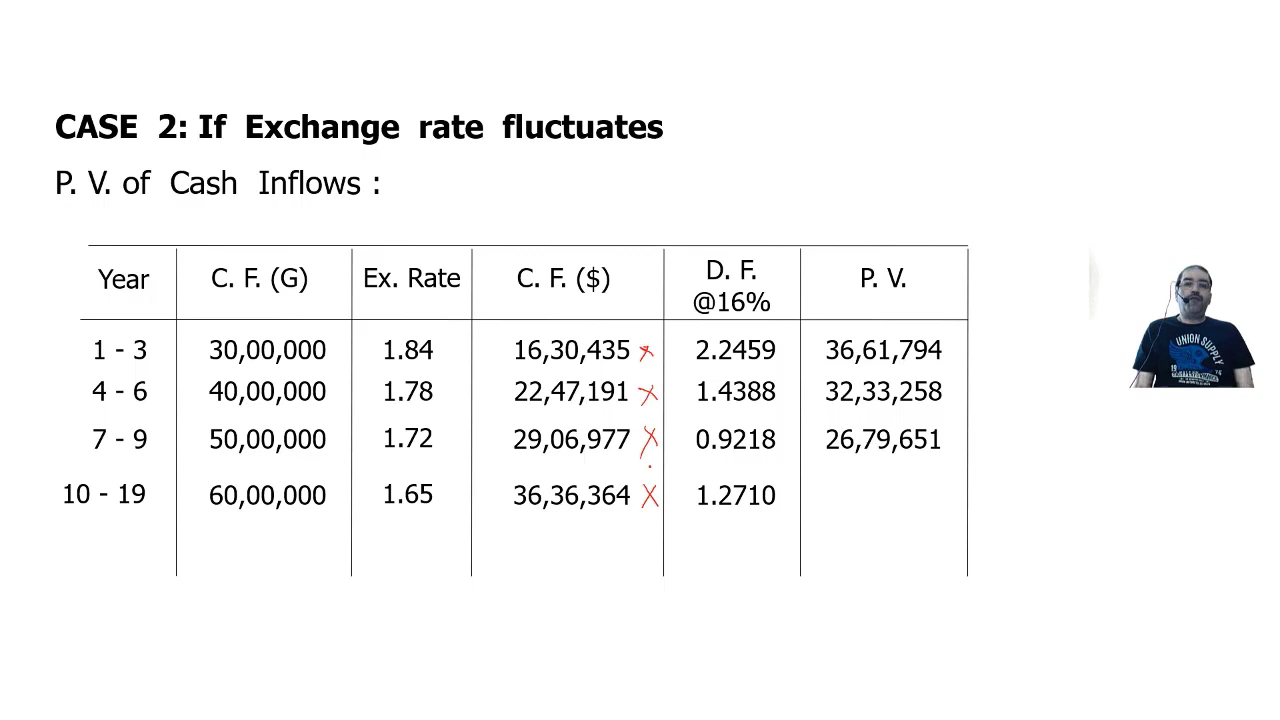 CASE 2: If Exchange rate fluctuates
P. V. of Cash Inflows :
Year C. F. (G) Ex. Rate C. F. ($) D. F. @16% P. V.
1 - 3 30,00,000 1.84 16,30,435 × 2.2459 36,61,794
4 - 6 40,00,000 1.78 22,47,191 × 1.4388 32,33,258
7 - 9 50,00,000 1.72 29,06,977 × 0.9218 26,79,651
10 - 19 60,00,000 1.65 36,36,364 × 1.2710
UNION SUPPLY